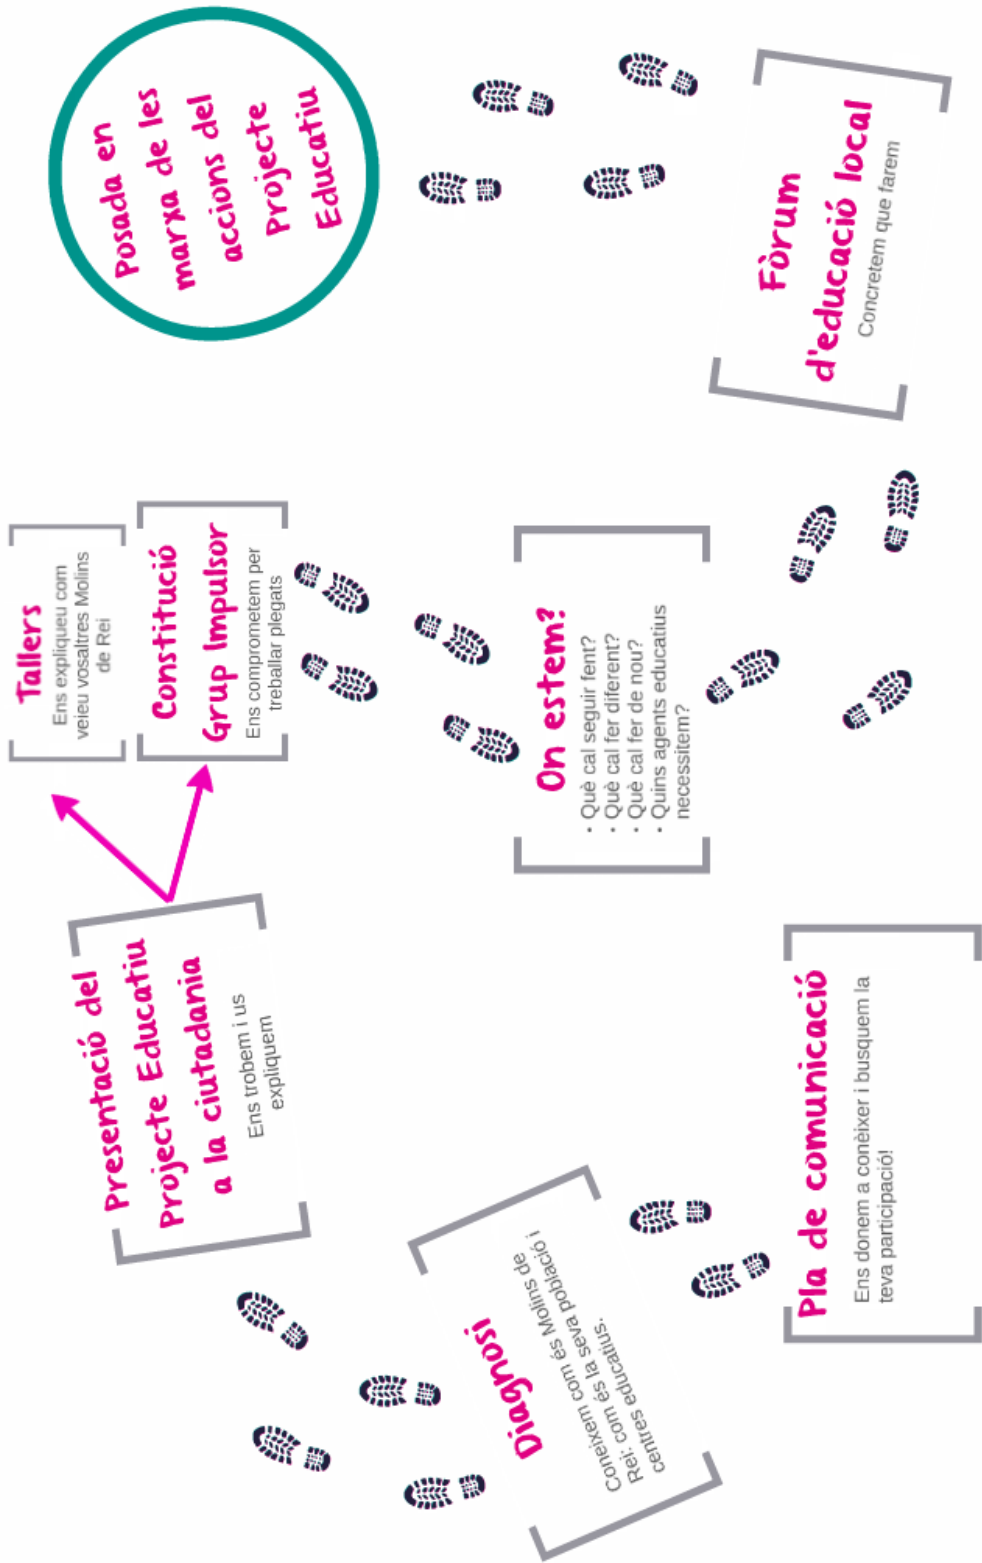 Pla de comunicació
Ens donem a conèixer i busquem la
teva participació!
Diagnosi
Coneixem com és Molins de
Rei: com és la seva població i
centres educatius.
Presentació del
Projecte Educatiu
a la ciutadania
Ens trobem i us
expliquem
Tallers
Ens expliqueu com
veieu vosaltres Molins
de Rei
Constitució
Grup Impulsor
Ens comprometem per
treballar plegats
On estem?
· Què cal seguir fent?
· Què cal fer diferent?
· Què cal fer de nou?
· Quins agents educatius
necessitem?
Fòrum
d'educació local
Concretem que farem
Posada en
marxa de les
accions del
Projecte
Educatiu